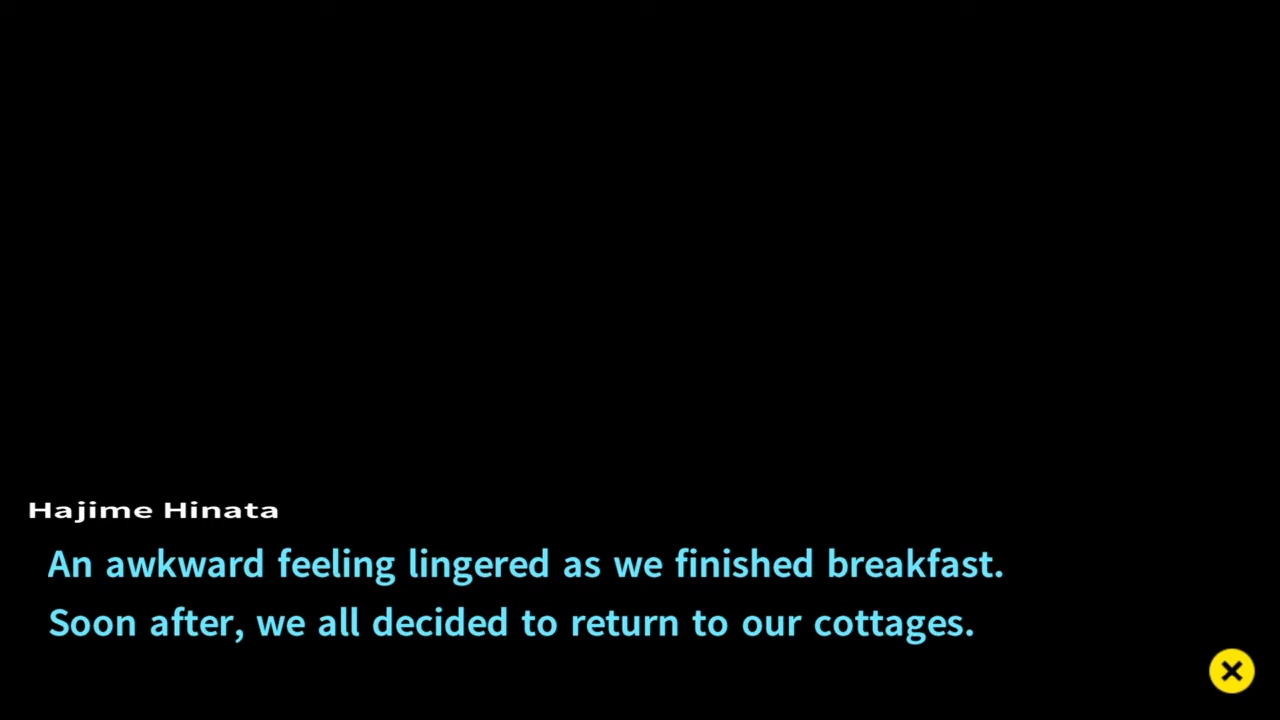 Hajime Hinata
An awkward feeling lingered as we finished breakfast.
Soon after, we all decided to return to our cottages.